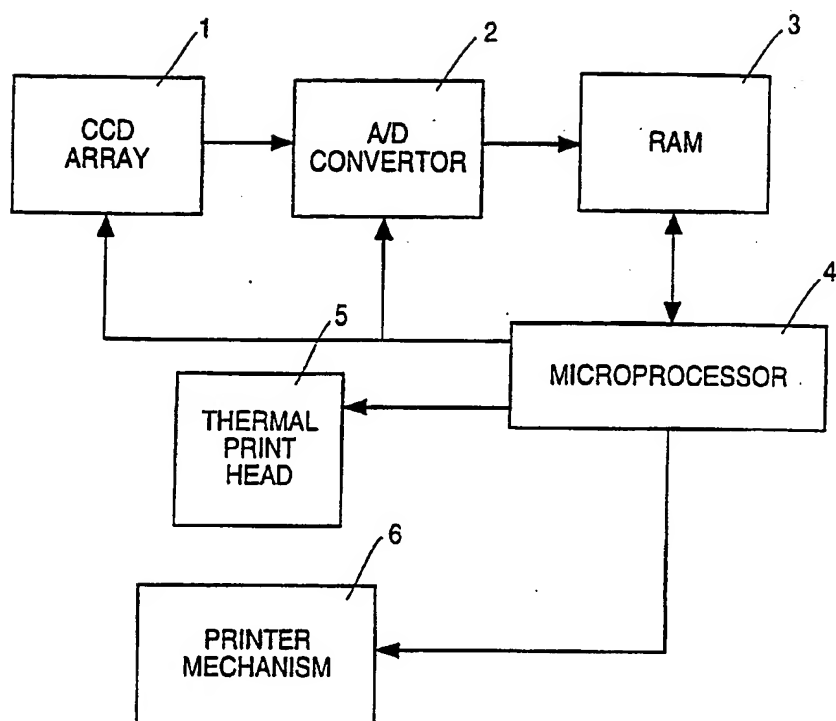 1
2
3
CCD
ARRAY
A/D
CONVERTOR
RAM
4
5
MICROPROCESSOR
THERMAL
PRINT
HEAD
6
PRINTER
MECHANISM